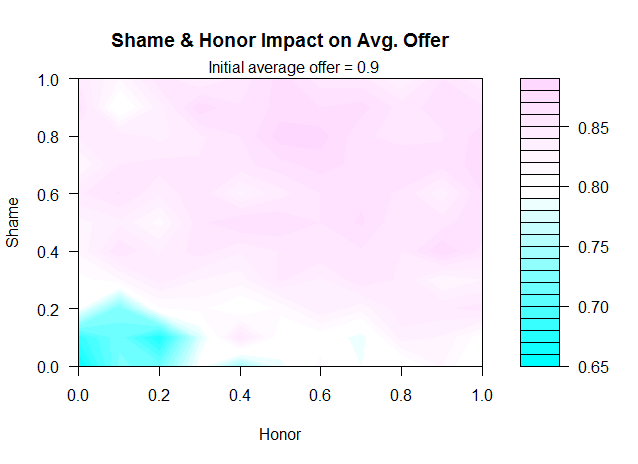 Shame & Honor Impact on Avg. Offer
Initial average offer = 0.9
1.0
0.8
0.6
0.4
0.2
0.0
Shame
0.0 0.2 0.4 0.6 0.8 1.0
Honor
0.85
0.80
0.75
0.70
0.65